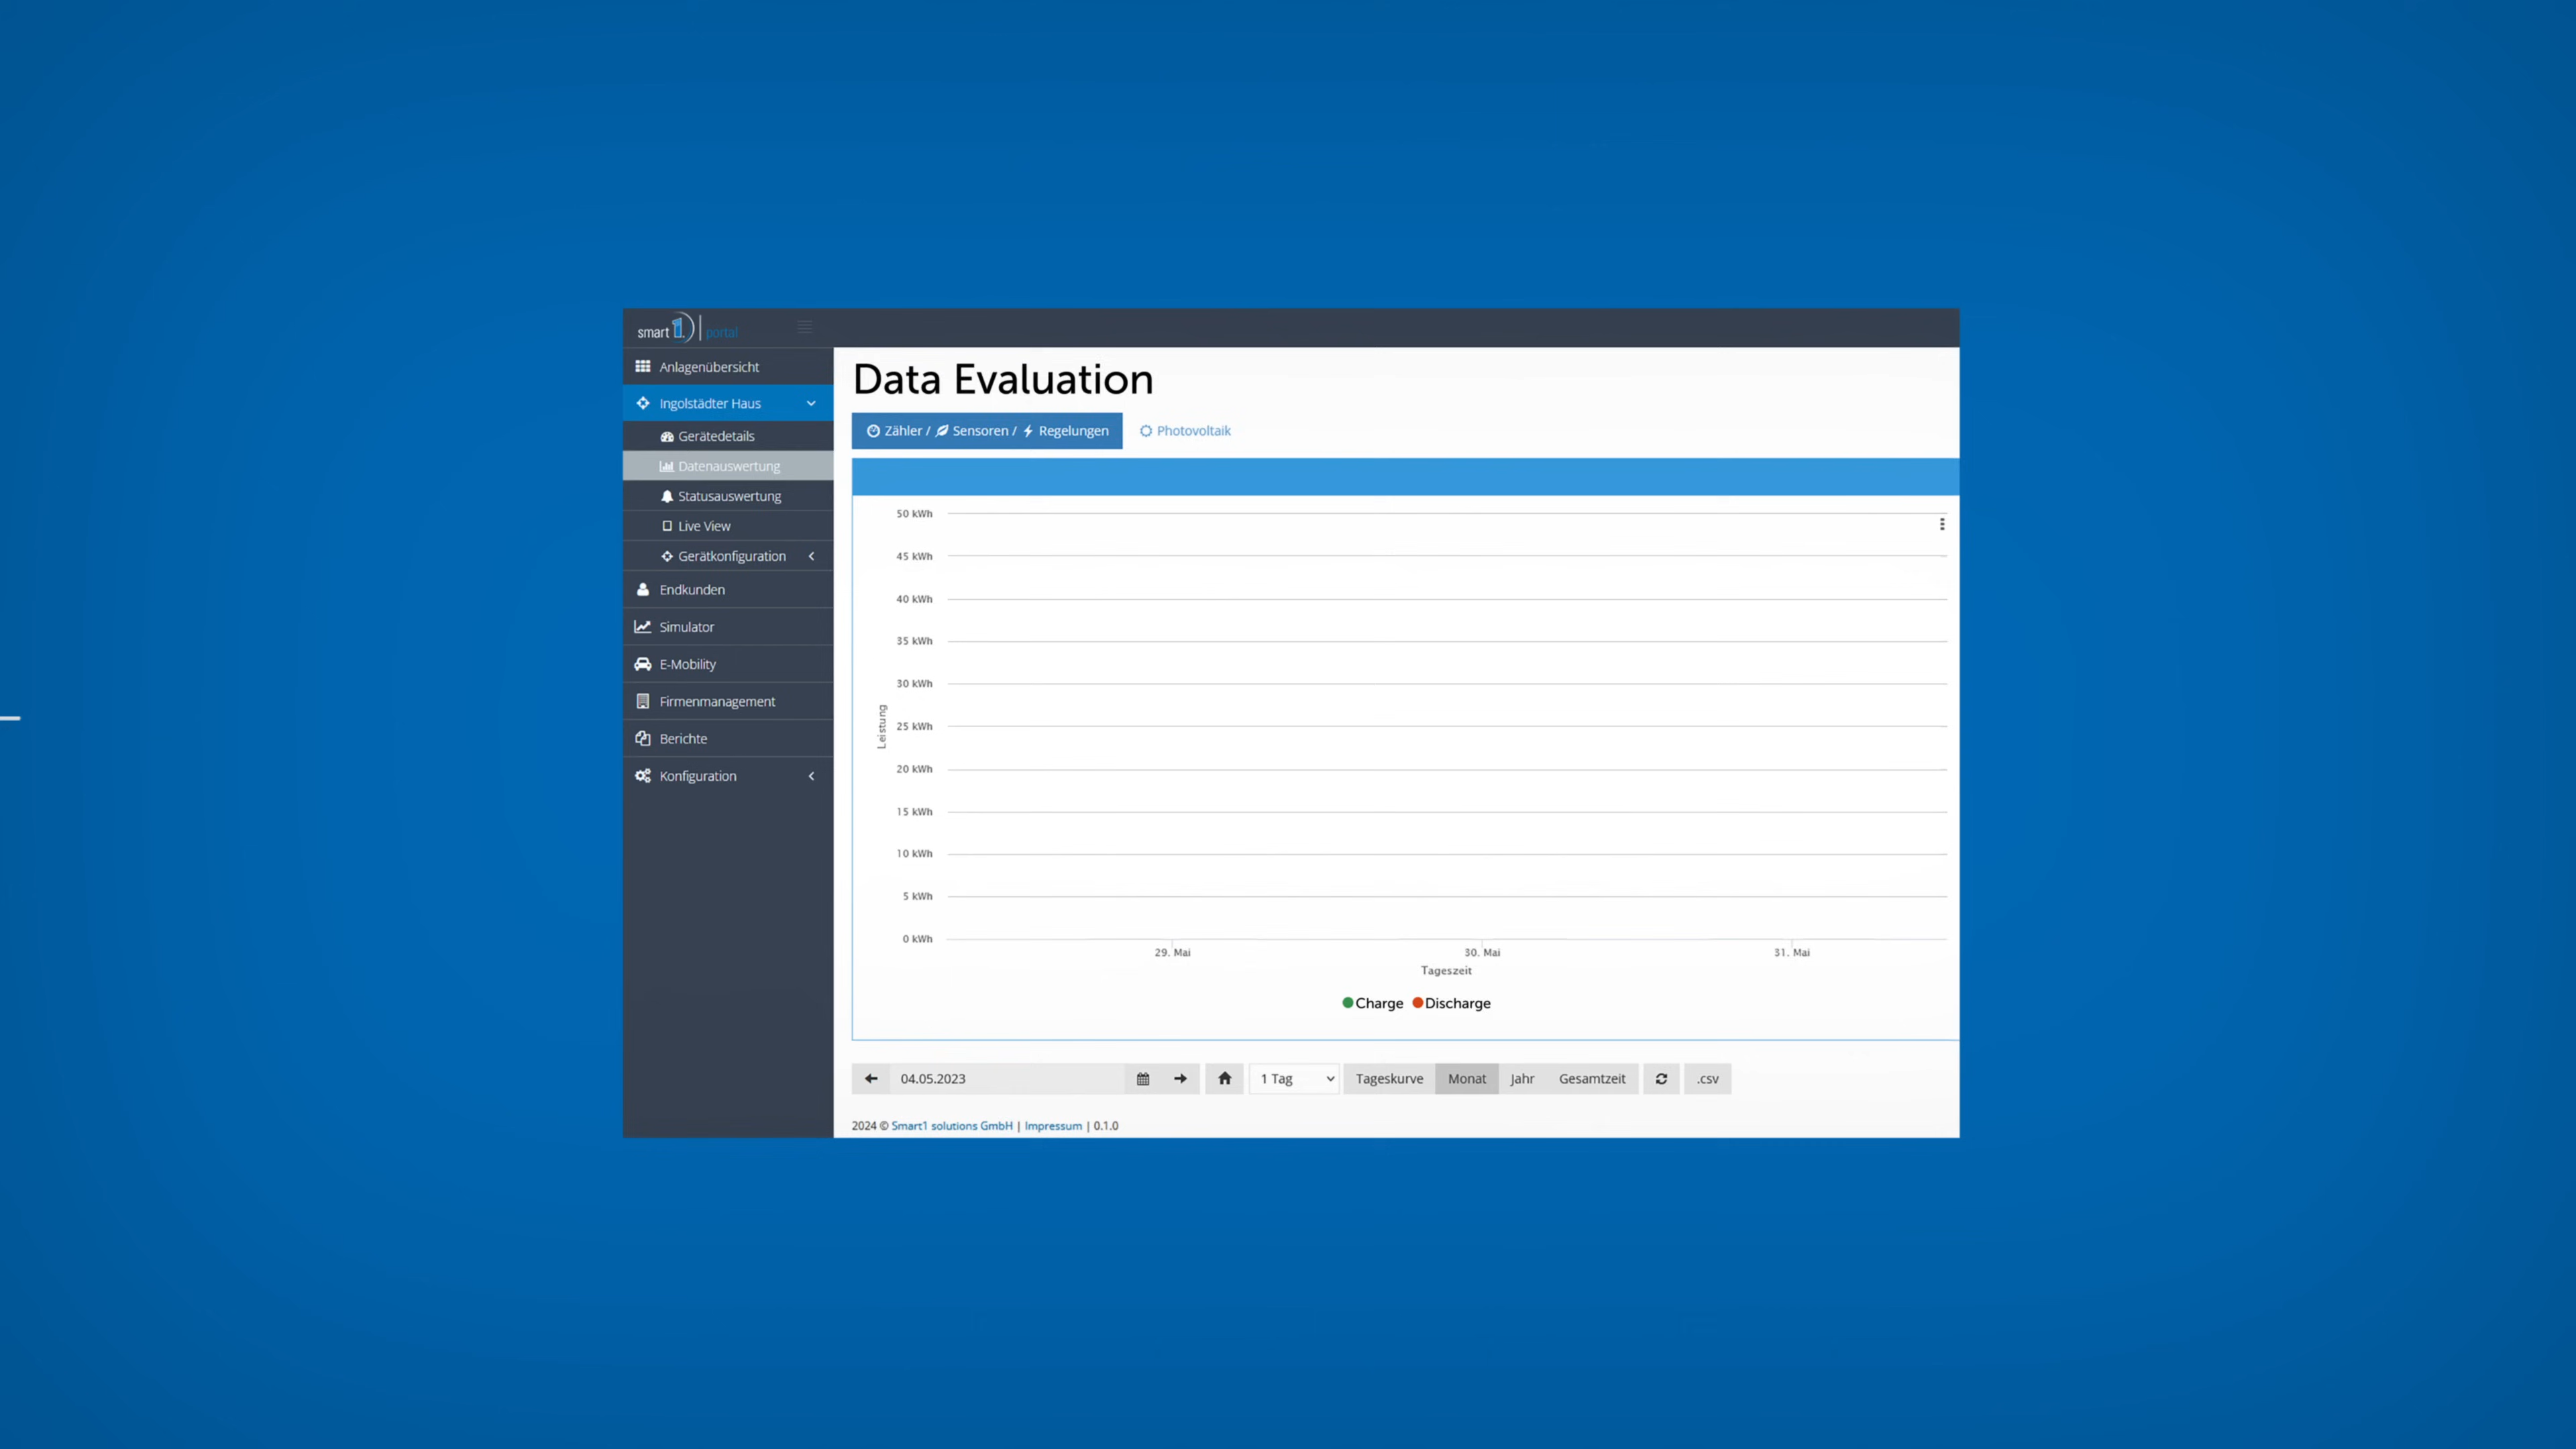 smart 1. | portal
Anlagenübersicht
Ingolstädter Haus
Gerätedetails
Datenauswertung
Statusauswertung
Live View
Gerätkonfiguration
Endkunden
Simulator
E-Mobility
Firmenmanagement
Berichte
Konfiguration
Data Evaluation
Zähler / Sensoren / Regelungen
Photovoltaik
50 kWh
45 kWh
40 kWh
35 kWh
30 kWh
25 kWh
20 kWh
15 kWh
10 kWh
5 kWh
0 kWh
Leistung
29. Mai 30. Mai 31. Mai
Tageszeit
Charge Discharge
04.05.2023 1 Tag Tageskurve Monat Jahr Gesamtzeit .csv
2024 © Smart1 solutions GmbH | Impressum | 0.1.0